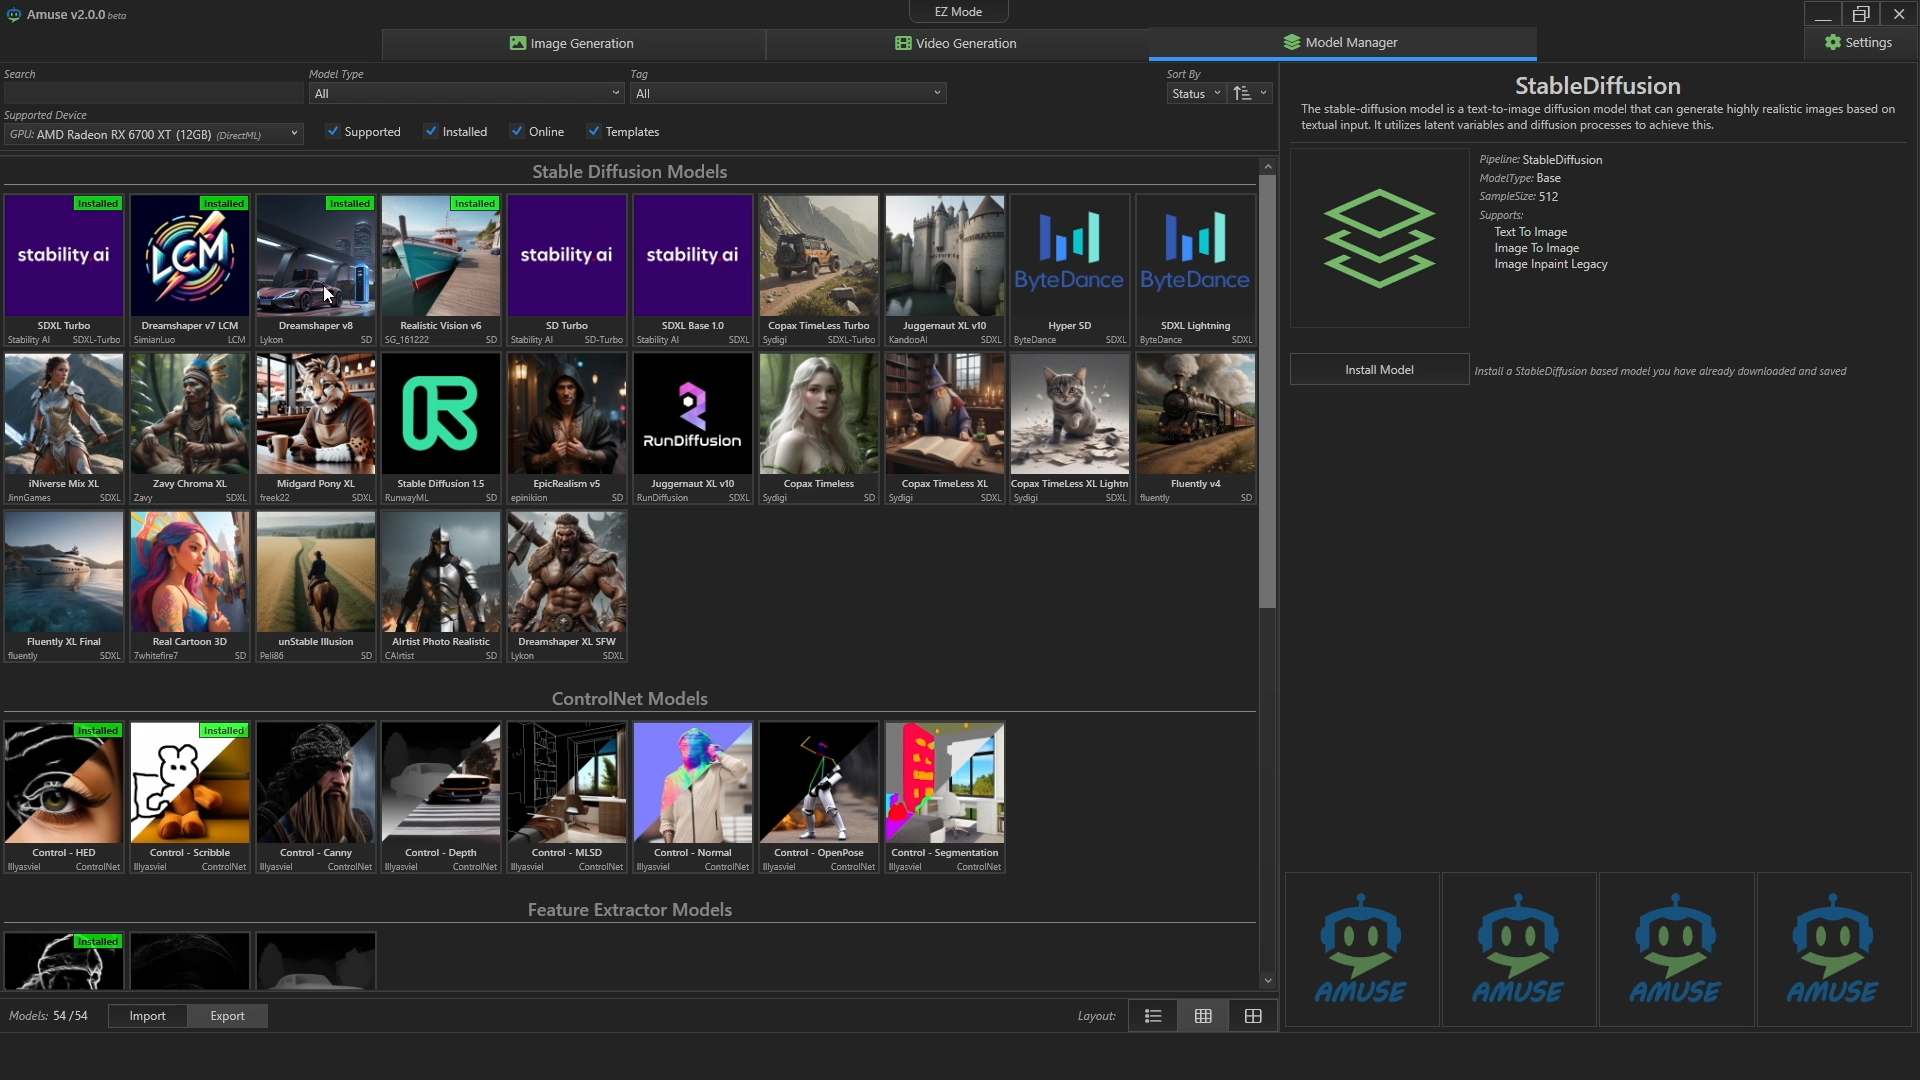 Amuse v2.0.0 beta
EZ Mode
Image Generation
Video Generation
Model Manager
Settings
Search
Model Type
Tag
Sort By
All
All
Status
Supported Device
GPU: AMD Radeon RX 6700 XT (12GB) (DirectML)
Supported
Installed
Online
Templates
Stable Diffusion Models
Installed
Installed
Installed
Installed
stability ai
LCM
stability ai
stability ai
ByteDance
ByteDance
SDXL Turbo
Dreamshaper v7 LCM
Dreamshaper v8
Realistic Vision v6
SD Turbo
SDXL Base 1.0
Copax TimeLess Turbo
Juggernaut XL v10
Hyper SD
SDXL Lightning
Stability AI SDXL-Turbo
SimianLuo LCM
Lykon SD
SG_161222 SD
Stability AI SD-Turbo
Stability AI SDXL
Sydigi SDXL-Turbo
KandooAI SDXL
ByteDance SDXL
ByteDance SDXL
RunDiffusion
iNiverse Mix XL
Zavy Chroma XL
Midgard Pony XL
Stable Diffusion 1.5
EpicRealism v5
Juggernaut XL v10
Copax Timeless
Copax TimeLess XL
Copax TimeLess XL Lightn
Fluently v4
JinnGames SDXL
Zavy SDXL
freek22 SDXL
RunwayML SD
epinikion SD
RunDiffusion SDXL
Sydigi SD
Sydigi SDXL
Sydigi SDXL
fluently SD
Fluently XL Final
Real Cartoon 3D
unStable Illusion
AIrtist Photo Realistic
Dreamshaper XL SFW
fluently SDXL
7whitefire7 SD
Peli86 SD
CAIrtist SD
Lykon SDXL
ControlNet Models
Installed
Installed
Control - HED
Control - Scribble
Control - Canny
Control - Depth
Control - MLSD
Control - Normal
Control - OpenPose
Control - Segmentation
Illyasviel ControlNet
Illyasviel ControlNet
Illyasviel ControlNet
Illyasviel ControlNet
Illyasviel ControlNet
Illyasviel ControlNet
Illyasviel ControlNet
Illyasviel ControlNet
Feature Extractor Models
Installed
Models: 54 /54
Import
Export
Layout:
StableDiffusion
The stable-diffusion model is a text-to-image diffusion model that can generate highly realistic images based on
textual input. It utilizes latent variables and diffusion processes to achieve this.
Pipeline: StableDiffusion
ModelType: Base
SampleSize: 512
Supports:
Text To Image
Image To Image
Image Inpaint Legacy
Install Model
Install a StableDiffusion based model you have already downloaded and saved
AMUSE
AMUSE
AMUSE
AMUSE